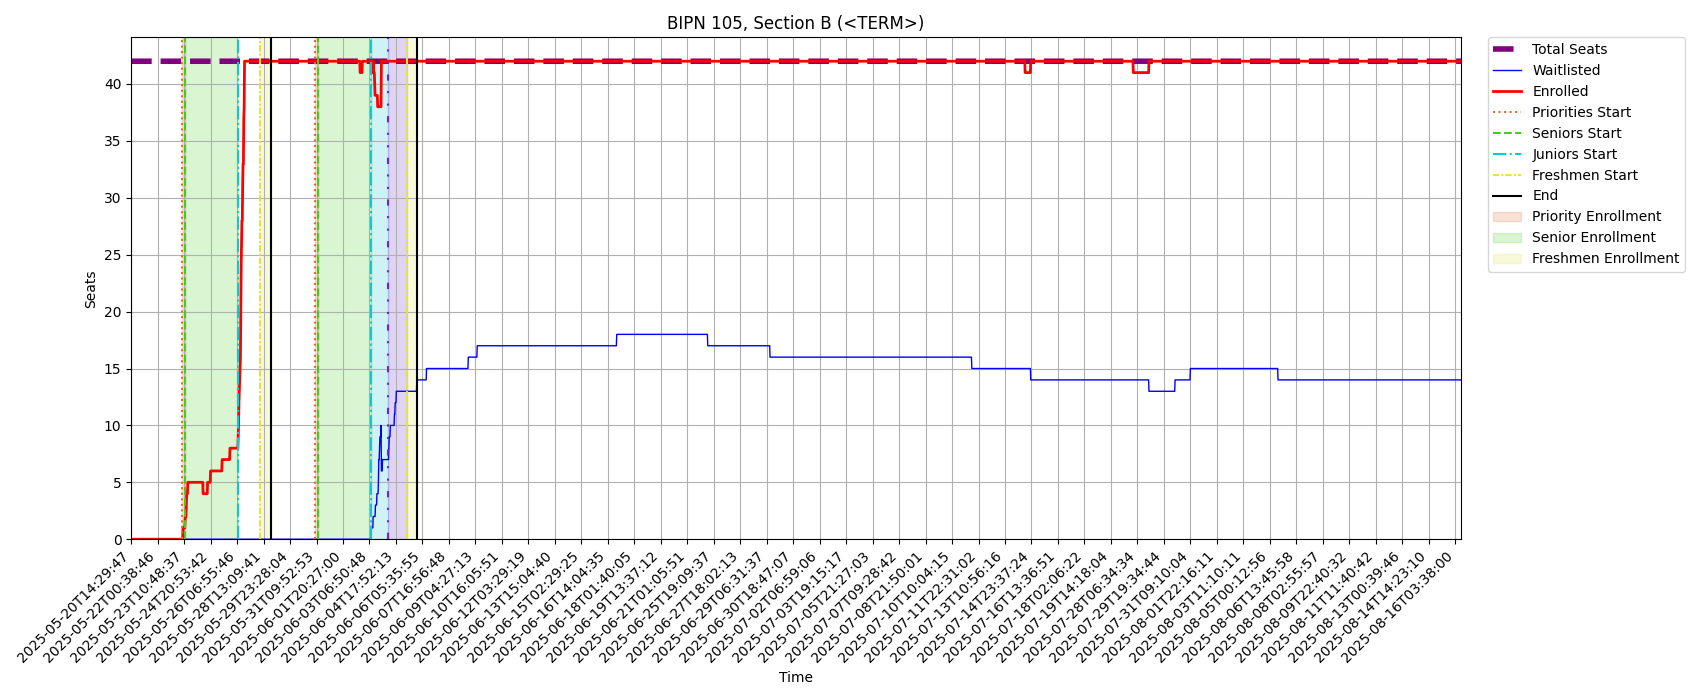 BIPN 105, Section B (<TERM>)
Total Seats
Waitlisted
Enrolled
Priorities Start
Seniors Start
Juniors Start
Freshmen Start
End
Priority Enrollment
Senior Enrollment
Freshmen Enrollment
Seats
40
35
30
25
20
15
10
5
0
2025-05-20T14:29:47
2025-05-22T00:38:46
2025-05-23T10:48:37
2025-05-24T20:53:42
2025-05-26T06:55:46
2025-05-28T13:09:41
2025-05-29T23:28:04
2025-05-31T09:52:53
2025-06-01T20:27:00
2025-06-03T06:50:48
2025-06-04T17:52:13
2025-06-06T05:35:55
2025-06-07T16:56:48
2025-06-09T04:27:13
2025-06-10T16:05:51
2025-06-12T03:29:19
2025-06-13T15:04:40
2025-06-15T02:29:25
2025-06-16T14:04:35
2025-06-18T01:40:05
2025-06-19T13:37:12
2025-06-21T01:05:51
2025-06-25T19:09:37
2025-06-27T18:02:13
2025-06-29T06:31:37
2025-06-30T18:47:07
2025-07-02T06:59:06
2025-07-03T19:15:17
2025-07-05T21:27:03
2025-07-07T09:28:42
2025-07-08T21:50:01
2025-07-10T10:04:15
2025-07-11T22:31:02
2025-07-13T10:56:16
2025-07-14T23:37:24
2025-07-16T13:36:51
2025-07-18T02:06:22
2025-07-19T14:18:04
2025-07-28T06:34:34
2025-07-29T19:34:44
2025-07-31T09:10:04
2025-08-01T22:16:11
2025-08-03T11:10:11
2025-08-05T00:12:56
2025-08-06T13:45:58
2025-08-08T02:55:57
2025-08-09T22:40:32
2025-08-11T11:40:42
2025-08-13T00:39:46
2025-08-14T14:23:10
2025-08-16T03:38:00
Time